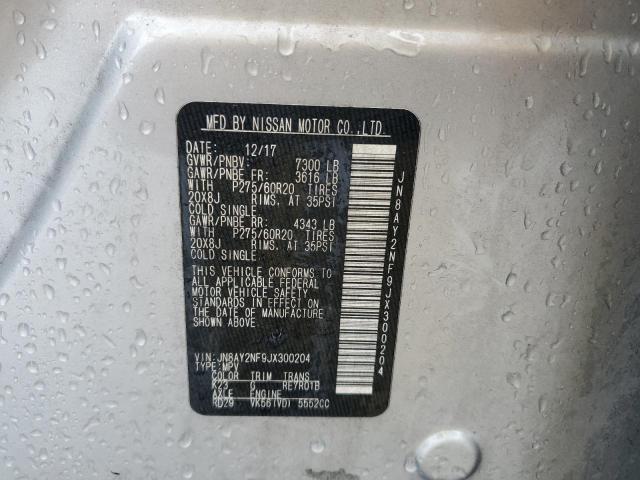 MFD BY NISSAN MOTOR CO.,LTD.
DATE: 12/17
GVWR/PNBV: 7300 LB
GAWR/PNBE FR: 3616 LB
WITH P275/60R20 TIRES
20X8J RIMS. AT 35PSI
COLD SINGLE.
GAWR/PNBE RR: 4343 LB
WITH P275/60R20 TIRES
20X8J RIMS. AT 35PSI
COLD SINGLE.
THIS VEHICLE CONFORMS TO
ALL APPLICABLE FEDERAL
MOTOR VEHICLE SAFETY
STANDARDS IN EFFECT ON
THE DATE OF MANUFACTURE
SHOWN ABOVE.
VIN: JN8AY2NF9JX300204
TYPE: MPV
COLOR TRIM TRANS
K23 G RE7R01B
AXLE ENGINE
RD29 VK56(VD) 5552CC
JN8AY2NF9JX300204